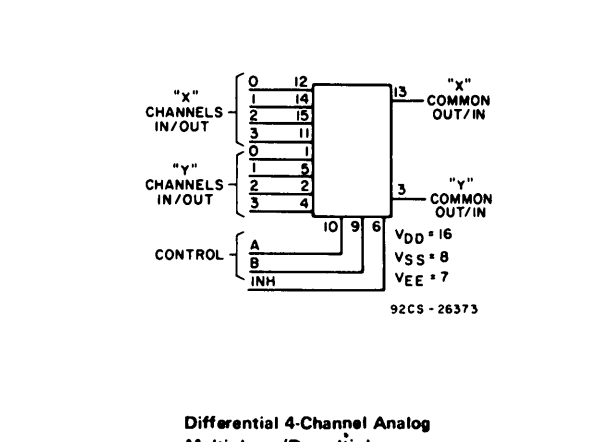 "X"
CHANNELS
IN/OUT
0 12
1 14
2 15
3 11
"Y"
CHANNELS
IN/OUT
0 1
1 5
2 2
3 4
13
"X"
COMMON
OUT/IN
3
"Y"
COMMON
OUT/IN
10 9 6
CONTROL
A
B
INH
VDD = 16
VSS = 8
VEE = 7
92CS-26373
Differential 4-Channel Analog